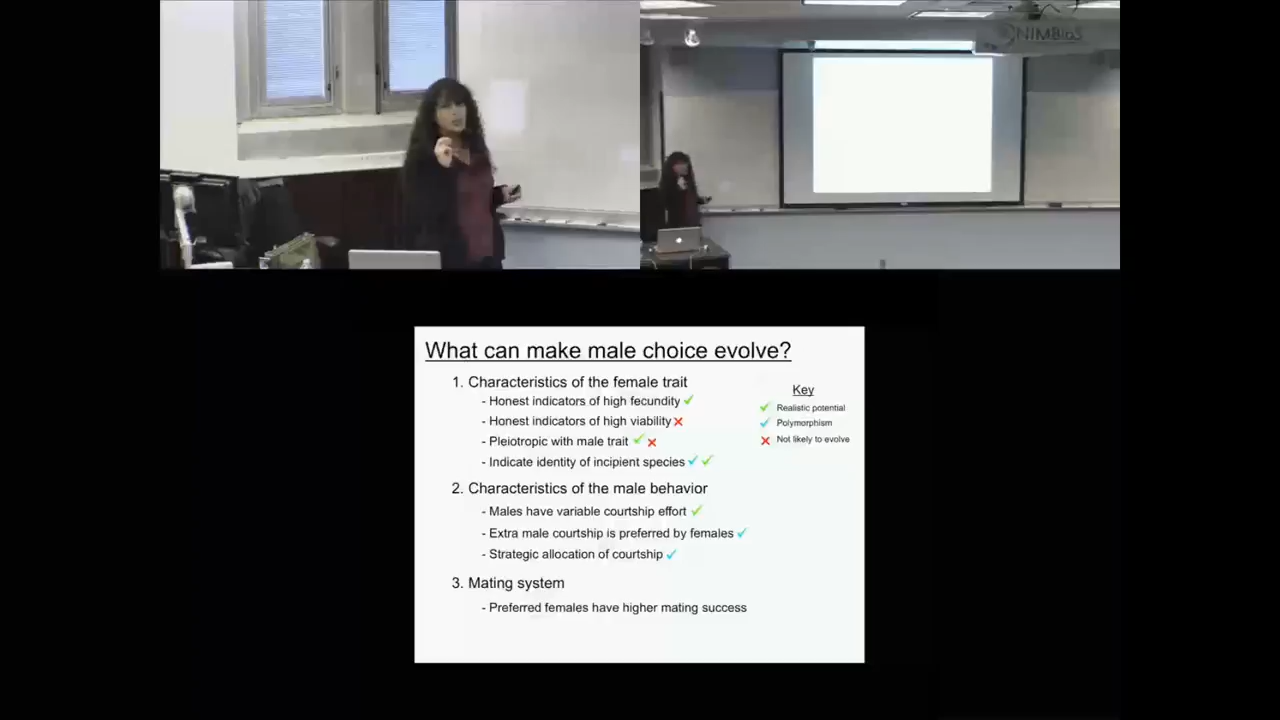 NIMBioS
What can make male choice evolve?
1. Characteristics of the female trait
- Honest indicators of high fecundity ✓
- Honest indicators of high viability ✗
- Pleiotropic with male trait ✓ ✗
- Indicate identity of incipient species ✓ ✓
2. Characteristics of the male behavior
- Males have variable courtship effort ✓
- Extra male courtship is preferred by females ✓
- Strategic allocation of courtship ✓
3. Mating system
- Preferred females have higher mating success
Key
✓ Realistic potential
✓ Polymorphism
✗ Not likely to evolve